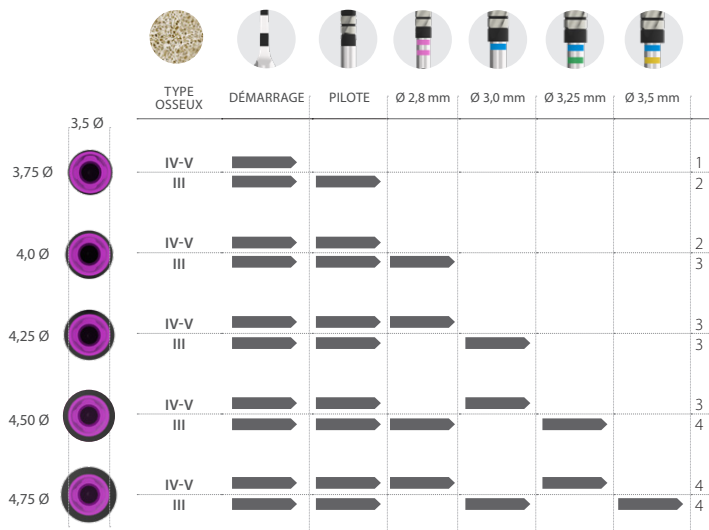 TYPE
OSSEUX
DÉMARRAGE
PILOTE
Ø 2,8 mm
Ø 3,0 mm
Ø 3,25 mm
Ø 3,5 mm
3,5 Ø
3,75 Ø
IV-V
1
III
2
4,0 Ø
IV-V
2
III
3
4,25 Ø
IV-V
3
III
3
4,50 Ø
IV-V
3
III
4
4,75 Ø
IV-V
4
III
4